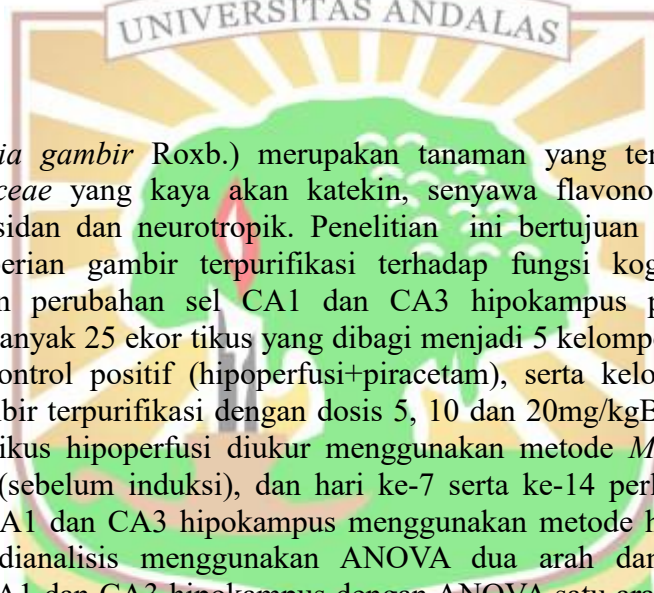 UNIVERSITAS ANDALAS
ia gambir Roxb.) merupakan tanaman yang ter
ceae yang kaya akan katekin, senyawa flavono
sidan dan neurotropik. Penelitian ini bertujuan
berian gambir terpurifikasi terhadap fungsi kog
n perubahan sel CA1 dan CA3 hipokampus p
anyak 25 ekor tikus yang dibagi menjadi 5 kelompo
ontrol positif (hipoperfusi+piracetam), serta kelo
bir terpurifikasi dengan dosis 5, 10 dan 20mg/kgB
ikus hipoperfusi diukur menggunakan metode M
(sebelum induksi), dan hari ke-7 serta ke-14 perl
A1 dan CA3 hipokampus menggunakan metode h
dianalisis menggunakan ANOVA dua arah dan
A1 dan CA3 hipokampus dengan ANOVA satu ara